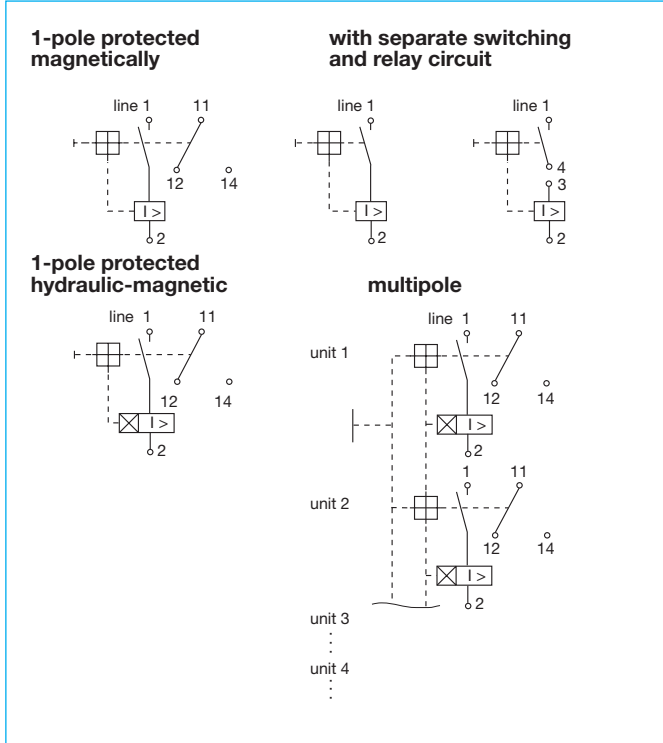 1-pole protected
magnetically
line 1
11
12
14
I >
2
with separate switching
and relay circuit
line 1
I >
2
line 1
4
3
I >
2
1-pole protected
hydraulic-magnetic
line 1
11
12
14
I >
2
multipole
unit 1
line 1
11
12
14
I >
2
unit 2
1
11
12
14
I >
2
unit 3
unit 4